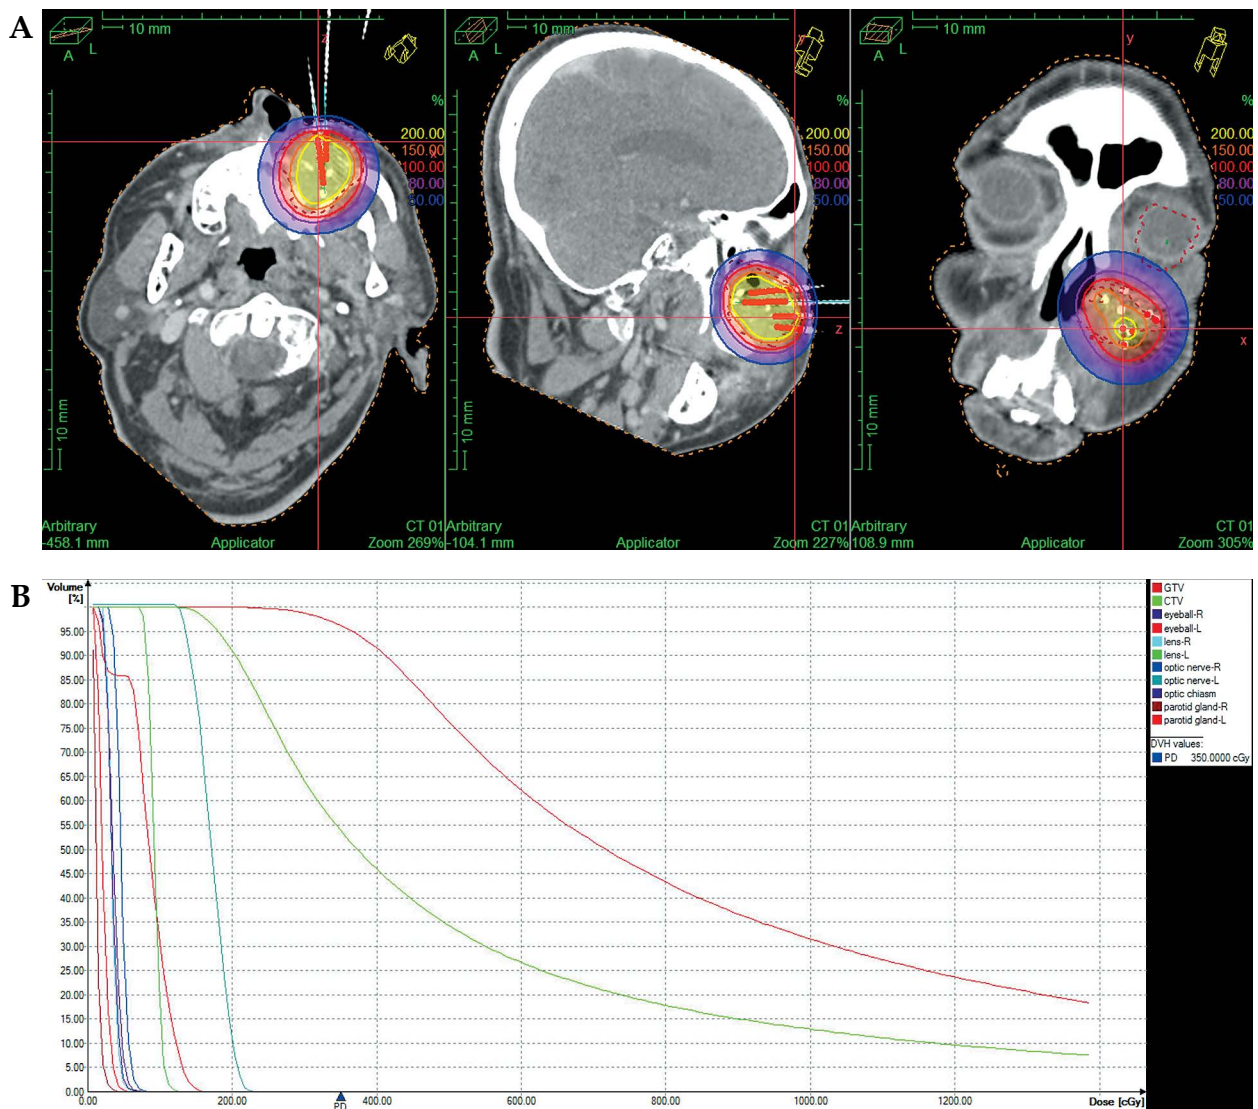 A
10 mm
A
L
z
%
200.00
150.00
100.00
80.00
50.00
10 mm
Arbitrary
-458.1 mm
Applicator
CT 01
Zoom 269%
10 mm
A
L
%
200.00
150.00
100.00
80.00
50.00
z
10 mm
Arbitrary
-104.1 mm
Applicator
CT 01
Zoom 227%
10 mm
A
L
y
%
200.00
150.00
100.00
80.00
50.00
x
10 mm
Arbitrary
108.9 mm
Applicator
CT 01
Zoom 305%
B
Volume
[%]
95.00
90.00
85.00
80.00
75.00
70.00
65.00
60.00
55.00
50.00
45.00
40.00
35.00
30.00
25.00
20.00
15.00
10.00
5.00
0.00
0.00 200.00 400.00 600.00 800.00 1000.00 1200.00 Dose [cGy]
PD
GTV
CTV
eyeball-R
eyeball-L
lens-R
lens-L
optic nerve-R
optic nerve-L
optic chiasm
parotid gland-R
parotid gland-L
DVH values:
PD 350.0000 cGy